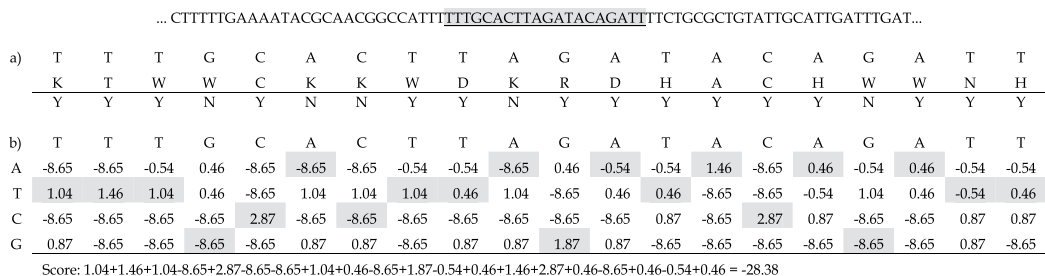 ... CTTTTTGAAAATACGCAACGGCCATTTTTTGCACTTAGATACAGATTTTCTGCGCTGTATTGCATTGATTTGAT...
a) T T T G C A C T T A G A T A C A G A T T
K T W W C K K W D K R D H A C H W W N H
Y Y Y N Y N N Y Y N Y Y Y Y Y Y N Y Y Y
b) T T T G C A C T T A G A T A C A G A T T
A -8.65 -8.65 -0.54 0.46 -8.65 -8.65 -8.65 -0.54 -0.54 -8.65 0.46 -0.54 -0.54 1.46 -8.65 0.46 0.46 0.46 -0.54 -0.54
T 1.04 1.46 1.04 0.46 -8.65 1.04 1.04 1.04 0.46 1.04 -8.65 0.46 0.46 -8.65 -8.65 -0.54 1.04 0.46 -0.54 0.46
C -8.65 -8.65 -8.65 -8.65 2.87 -8.65 -8.65 -8.65 -8.65 -8.65 -8.65 -8.65 0.87 -8.65 2.87 0.87 -8.65 -8.65 0.87 0.87
G 0.87 -8.65 -8.65 -8.65 -8.65 0.87 0.87 -8.65 0.87 0.87 1.87 0.87 -8.65 -8.65 -8.65 -8.65 -8.65 -8.65 0.87 -8.65
Score: 1.04+1.46+1.04-8.65+2.87-8.65-8.65+1.04+0.46-8.65+1.87-0.54+0.46+1.46+2.87+0.46-8.65+0.46-0.54+0.46 = -28.38